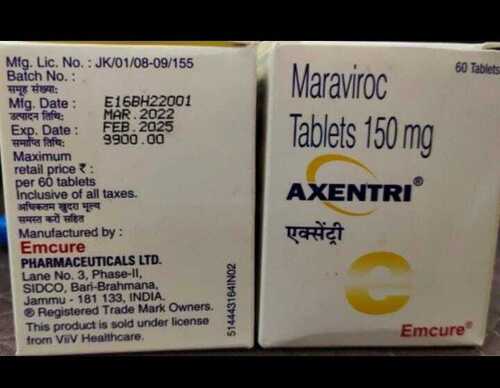 Mfg. Lic. No. : JK/01/08-09/155
Batch No. :
समूह संख्या:
Mfg. Date : E16BH22001
उत्पादन तिथि: MAR. 2022
Exp. Date : FEB. 2025
समाप्ति तिथि: 9900.00
Maximum
retail price ₹ :
per 60 tablets
Inclusive of all taxes.
अधिकतम खुदरा मूल्य
समस्त करों सहित
Manufactured by :
Emcure
PHARMACEUTICALS LTD.
Lane No. 3, Phase-II,
SIDCO, Bari-Brahmana,
Jammu - 181 133, INDIA.
® Registered Trade Mark Owners.
This product is sold under license
from ViiV Healthcare.
514443164IN02
60 Tablets
Maraviroc
Tablets 150 mg
AXENTRI®
एक्सेंट्री
Emcure®